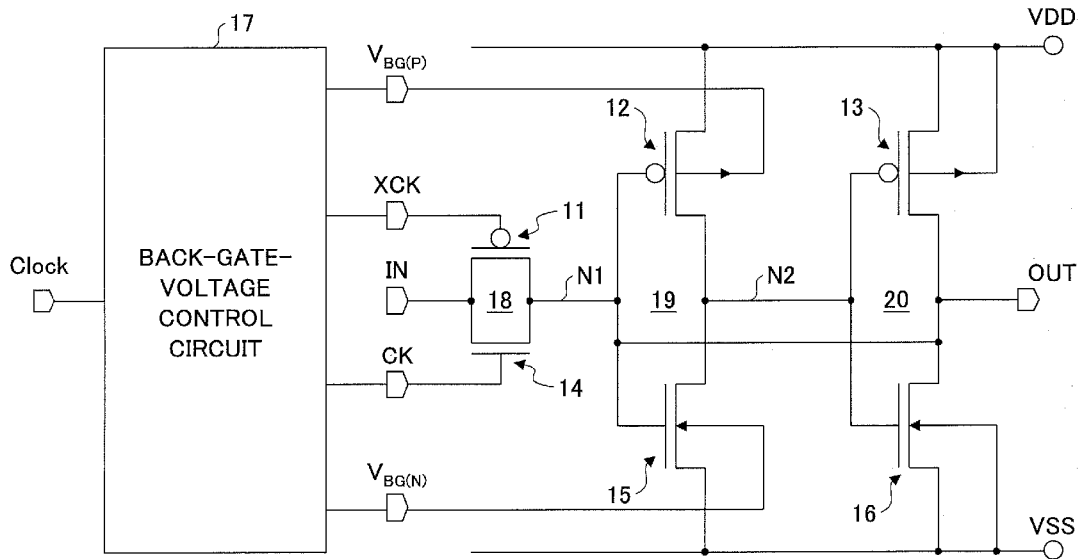 17
VDD
V_BG(P)
12
13
XCK
11
Clock
BACK-GATE-
VOLTAGE
CONTROL
CIRCUIT
IN
18
N1
19
N2
20
OUT
CK
14
V_BG(N)
15
16
VSS